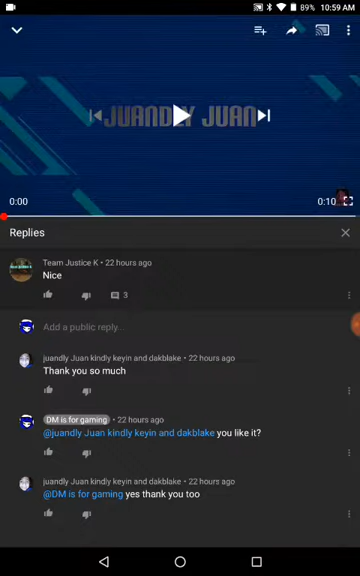 89% 10:59 AM
JUANDLY JUAN
0:00 0:10
Replies
Team Justice K • 22 hours ago
Nice
3
Add a public reply...
juandly Juan kindly keyin and dakblake • 22 hours ago
Thank you so much
DM is for gaming • 22 hours ago
@juandly Juan kindly keyin and dakblake you like it?
juandly Juan kindly keyin and dakblake • 22 hours ago
@DM is for gaming yes thank you too